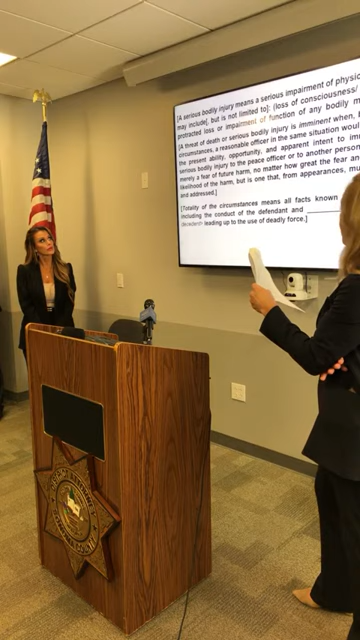 [A serious bodily injury means a serious impairment of physic
may include[, but is not limited to]: (loss of consciousness/
protracted loss or impairment of function of any bodily m
[A threat of death or serious bodily injury is imminent when, b
circumstances, a reasonable officer in the same situation would
the present ability, opportunity, and apparent intent to imm
serious bodily injury to the peace officer or to another person
merely a fear of future harm, no matter how great the fear an
likelihood of the harm, but is one that, from appearances, mu
and addressed.]
[Totality of the circumstances means all facts known
including the conduct of the defendant and ______
decedent> leading up to the use of deadly force.]